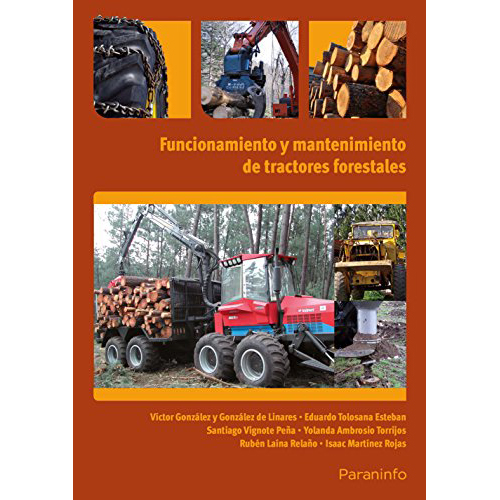 Funcionamiento y mantenimiento
de tractores forestales
Victor González y González de Linares • Eduardo Tolosana Esteban
Santiago Vignote Peña • Yolanda Ambrosio Torrijos
Rubén Laina Relaño • Isaac Martínez Rojas
Paraninfo